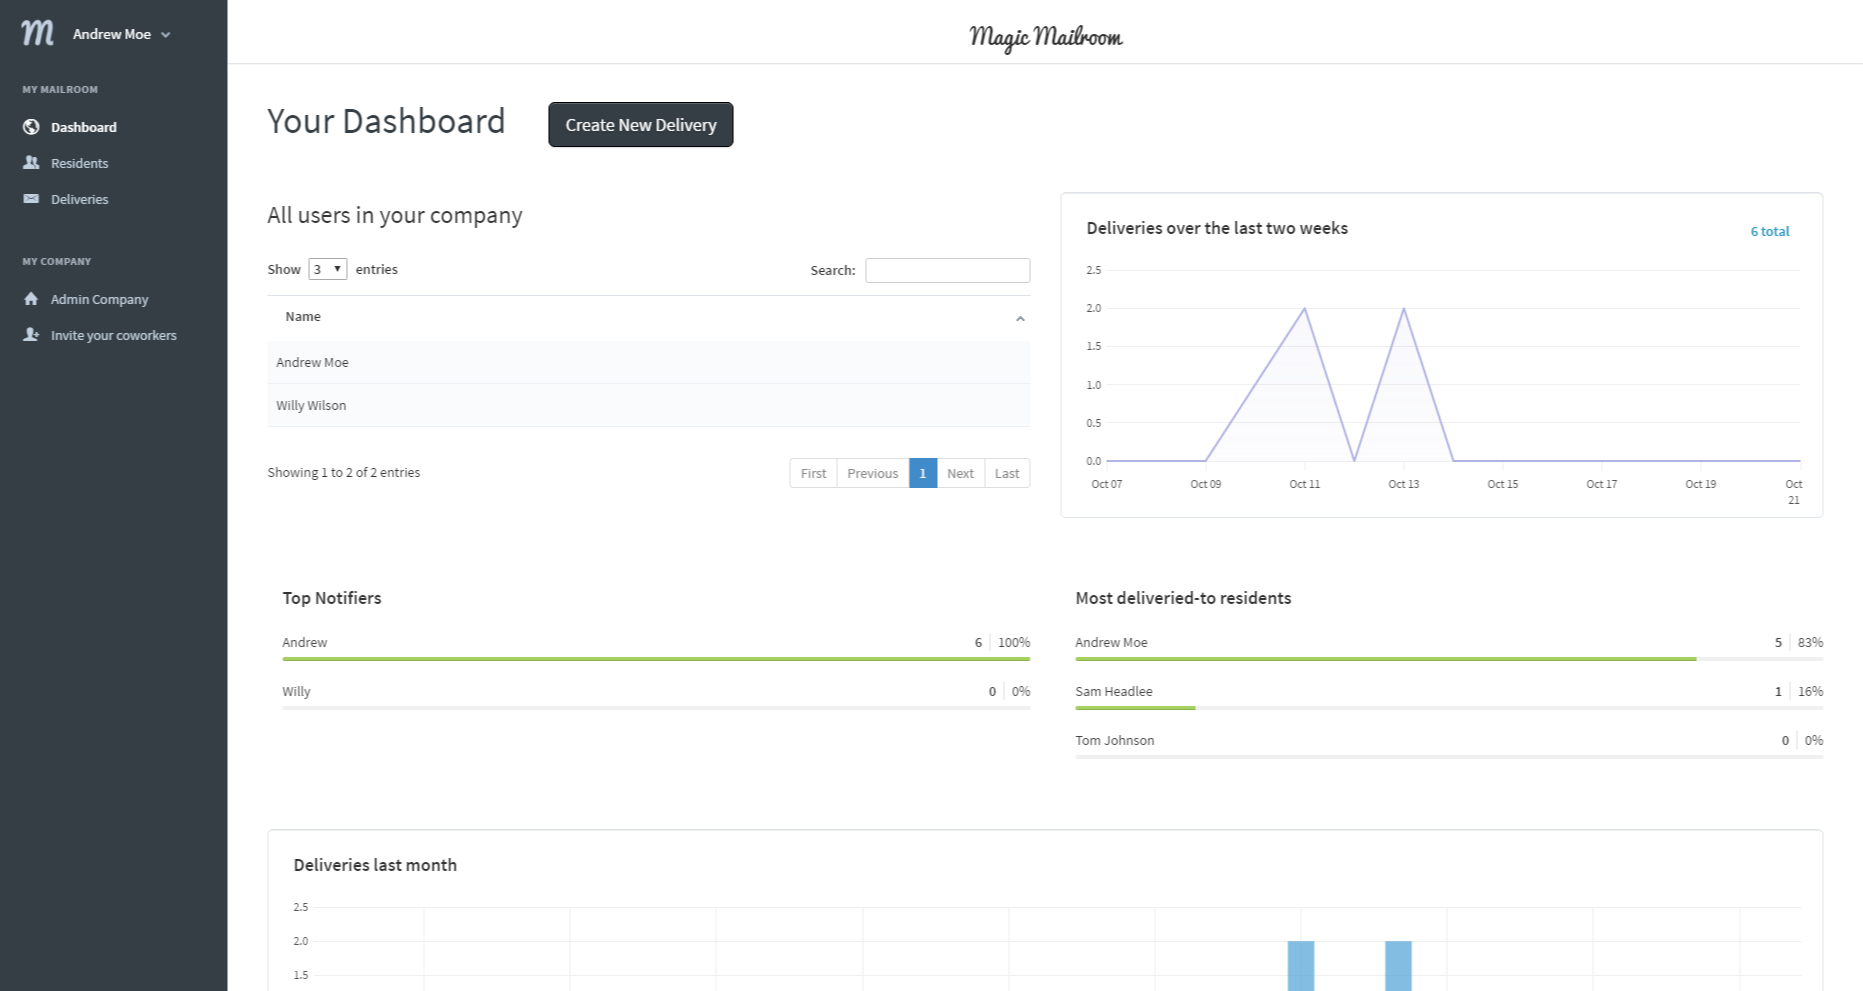 m Andrew Moe
MY MAILROOM
Dashboard
Residents
Deliveries
MY COMPANY
Admin Company
Invite your coworkers
Magic Mailroom
Your Dashboard
Create New Delivery
All users in your company
Show 3 entries
Search:
Name
Andrew Moe
Willy Wilson
Showing 1 to 2 of 2 entries
First Previous 1 Next Last
Deliveries over the last two weeks
6 total
2.5
2.0
1.5
1.0
0.5
0.0
Oct 07 Oct 09 Oct 11 Oct 13 Oct 15 Oct 17 Oct 19 Oct
21
Top Notifiers
Andrew 6 100%
Willy 0 0%
Most deliveried-to residents
Andrew Moe 5 83%
Sam Headlee 1 16%
Tom Johnson 0 0%
Deliveries last month
2.5
2.0
1.5